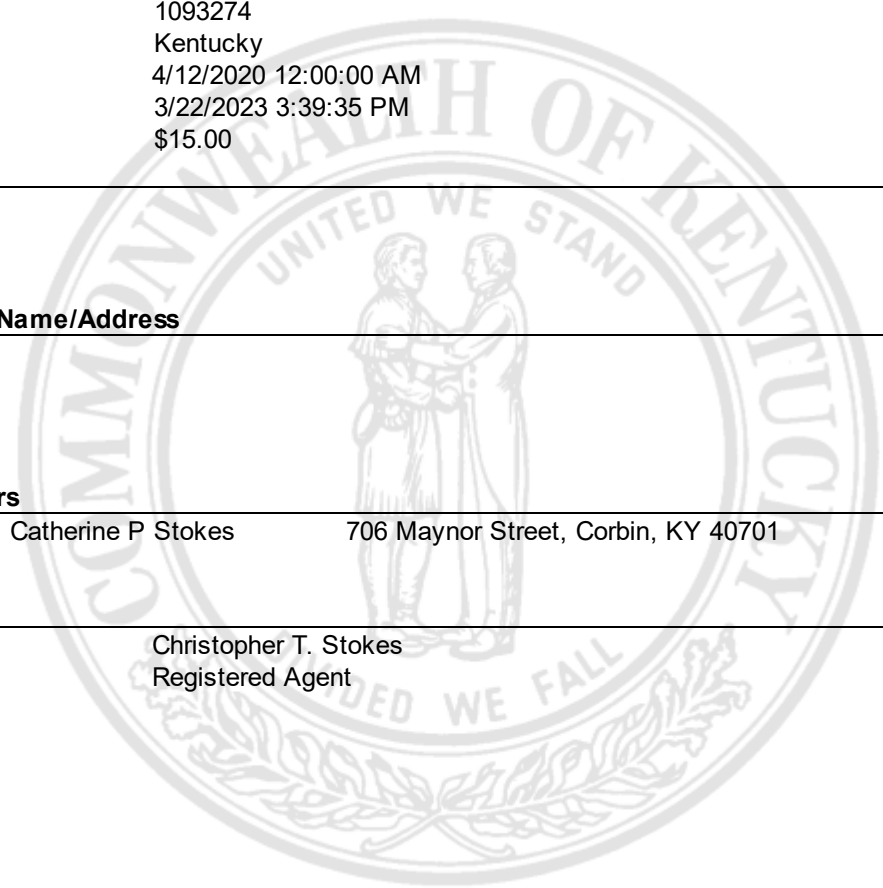 1093274
Kentucky
4/12/2020 12:00:00 AM
3/22/2023 3:39:35 PM
$15.00
COMMONWEALTH OF KENTUCKY
UNITED WE STAND
Name/Address
rs
Catherine P Stokes 706 Maynor Street, Corbin, KY 40701
Christopher T. Stokes
Registered Agent
DIVIDED WE FALL